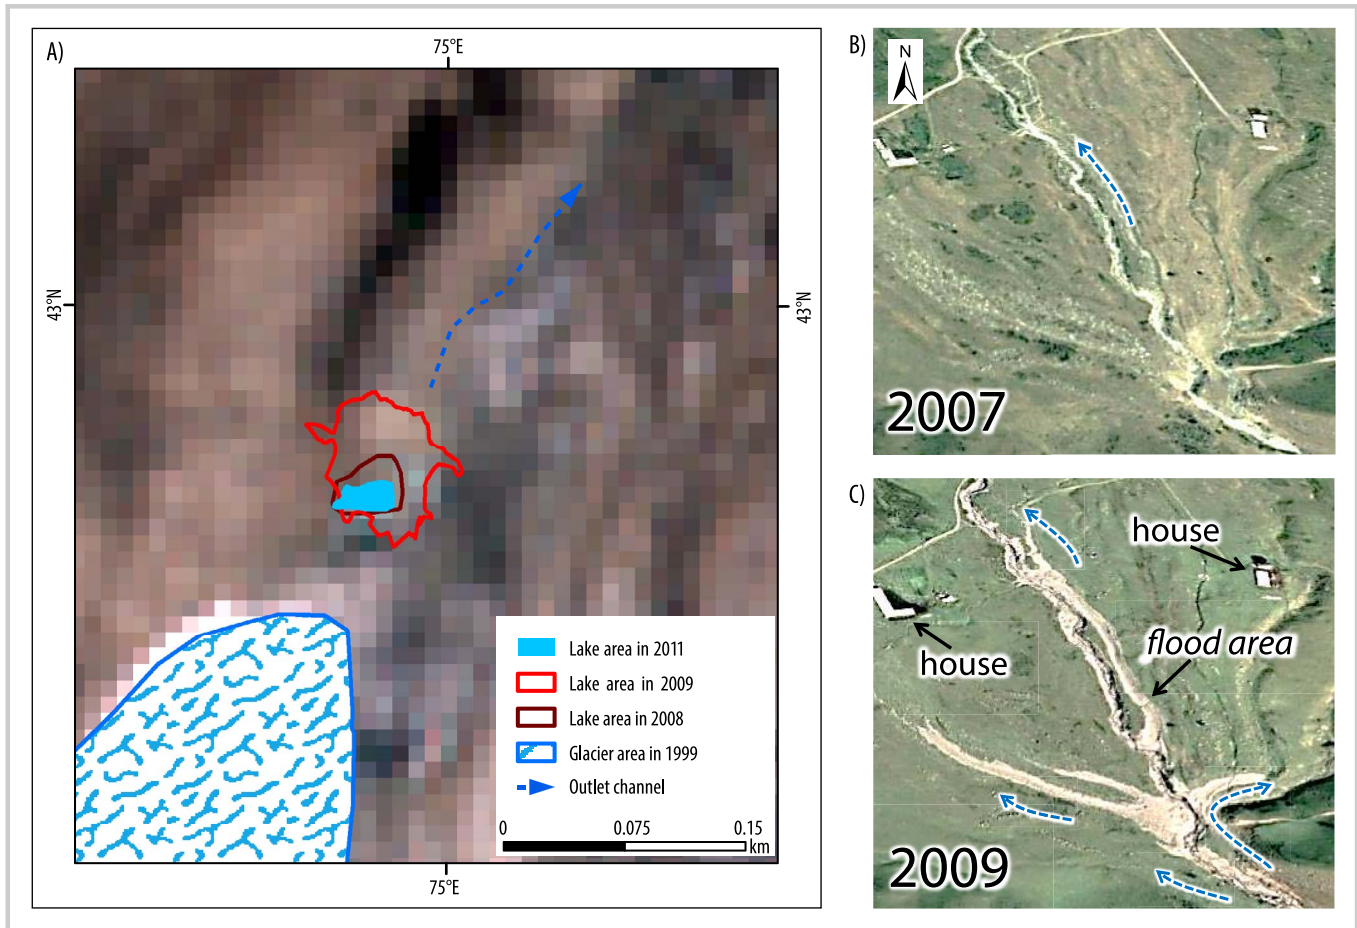 A)
75°E
43°N
43°N
Lake area in 2011
Lake area in 2009
Lake area in 2008
Glacier area in 1999
Outlet channel
0 0.075 0.15
km
75°E
B)
N
2007
C)
house
flood area
house
2009